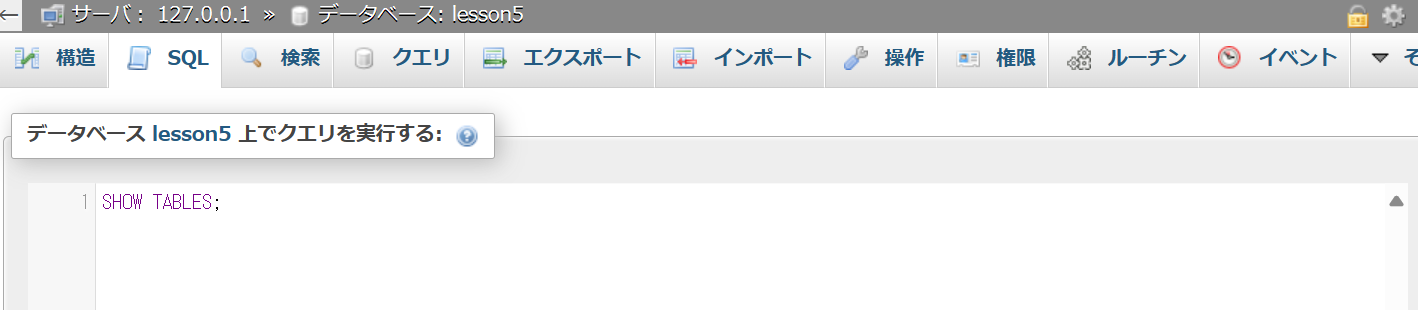 サーバ： 127.0.0.1 » データベース: lesson5
構造 SQL 検索 クエリ エクスポート インポート 操作 権限 ルーチン イベント
データベース lesson5 上でクエリを実行する:
1 SHOW TABLES;